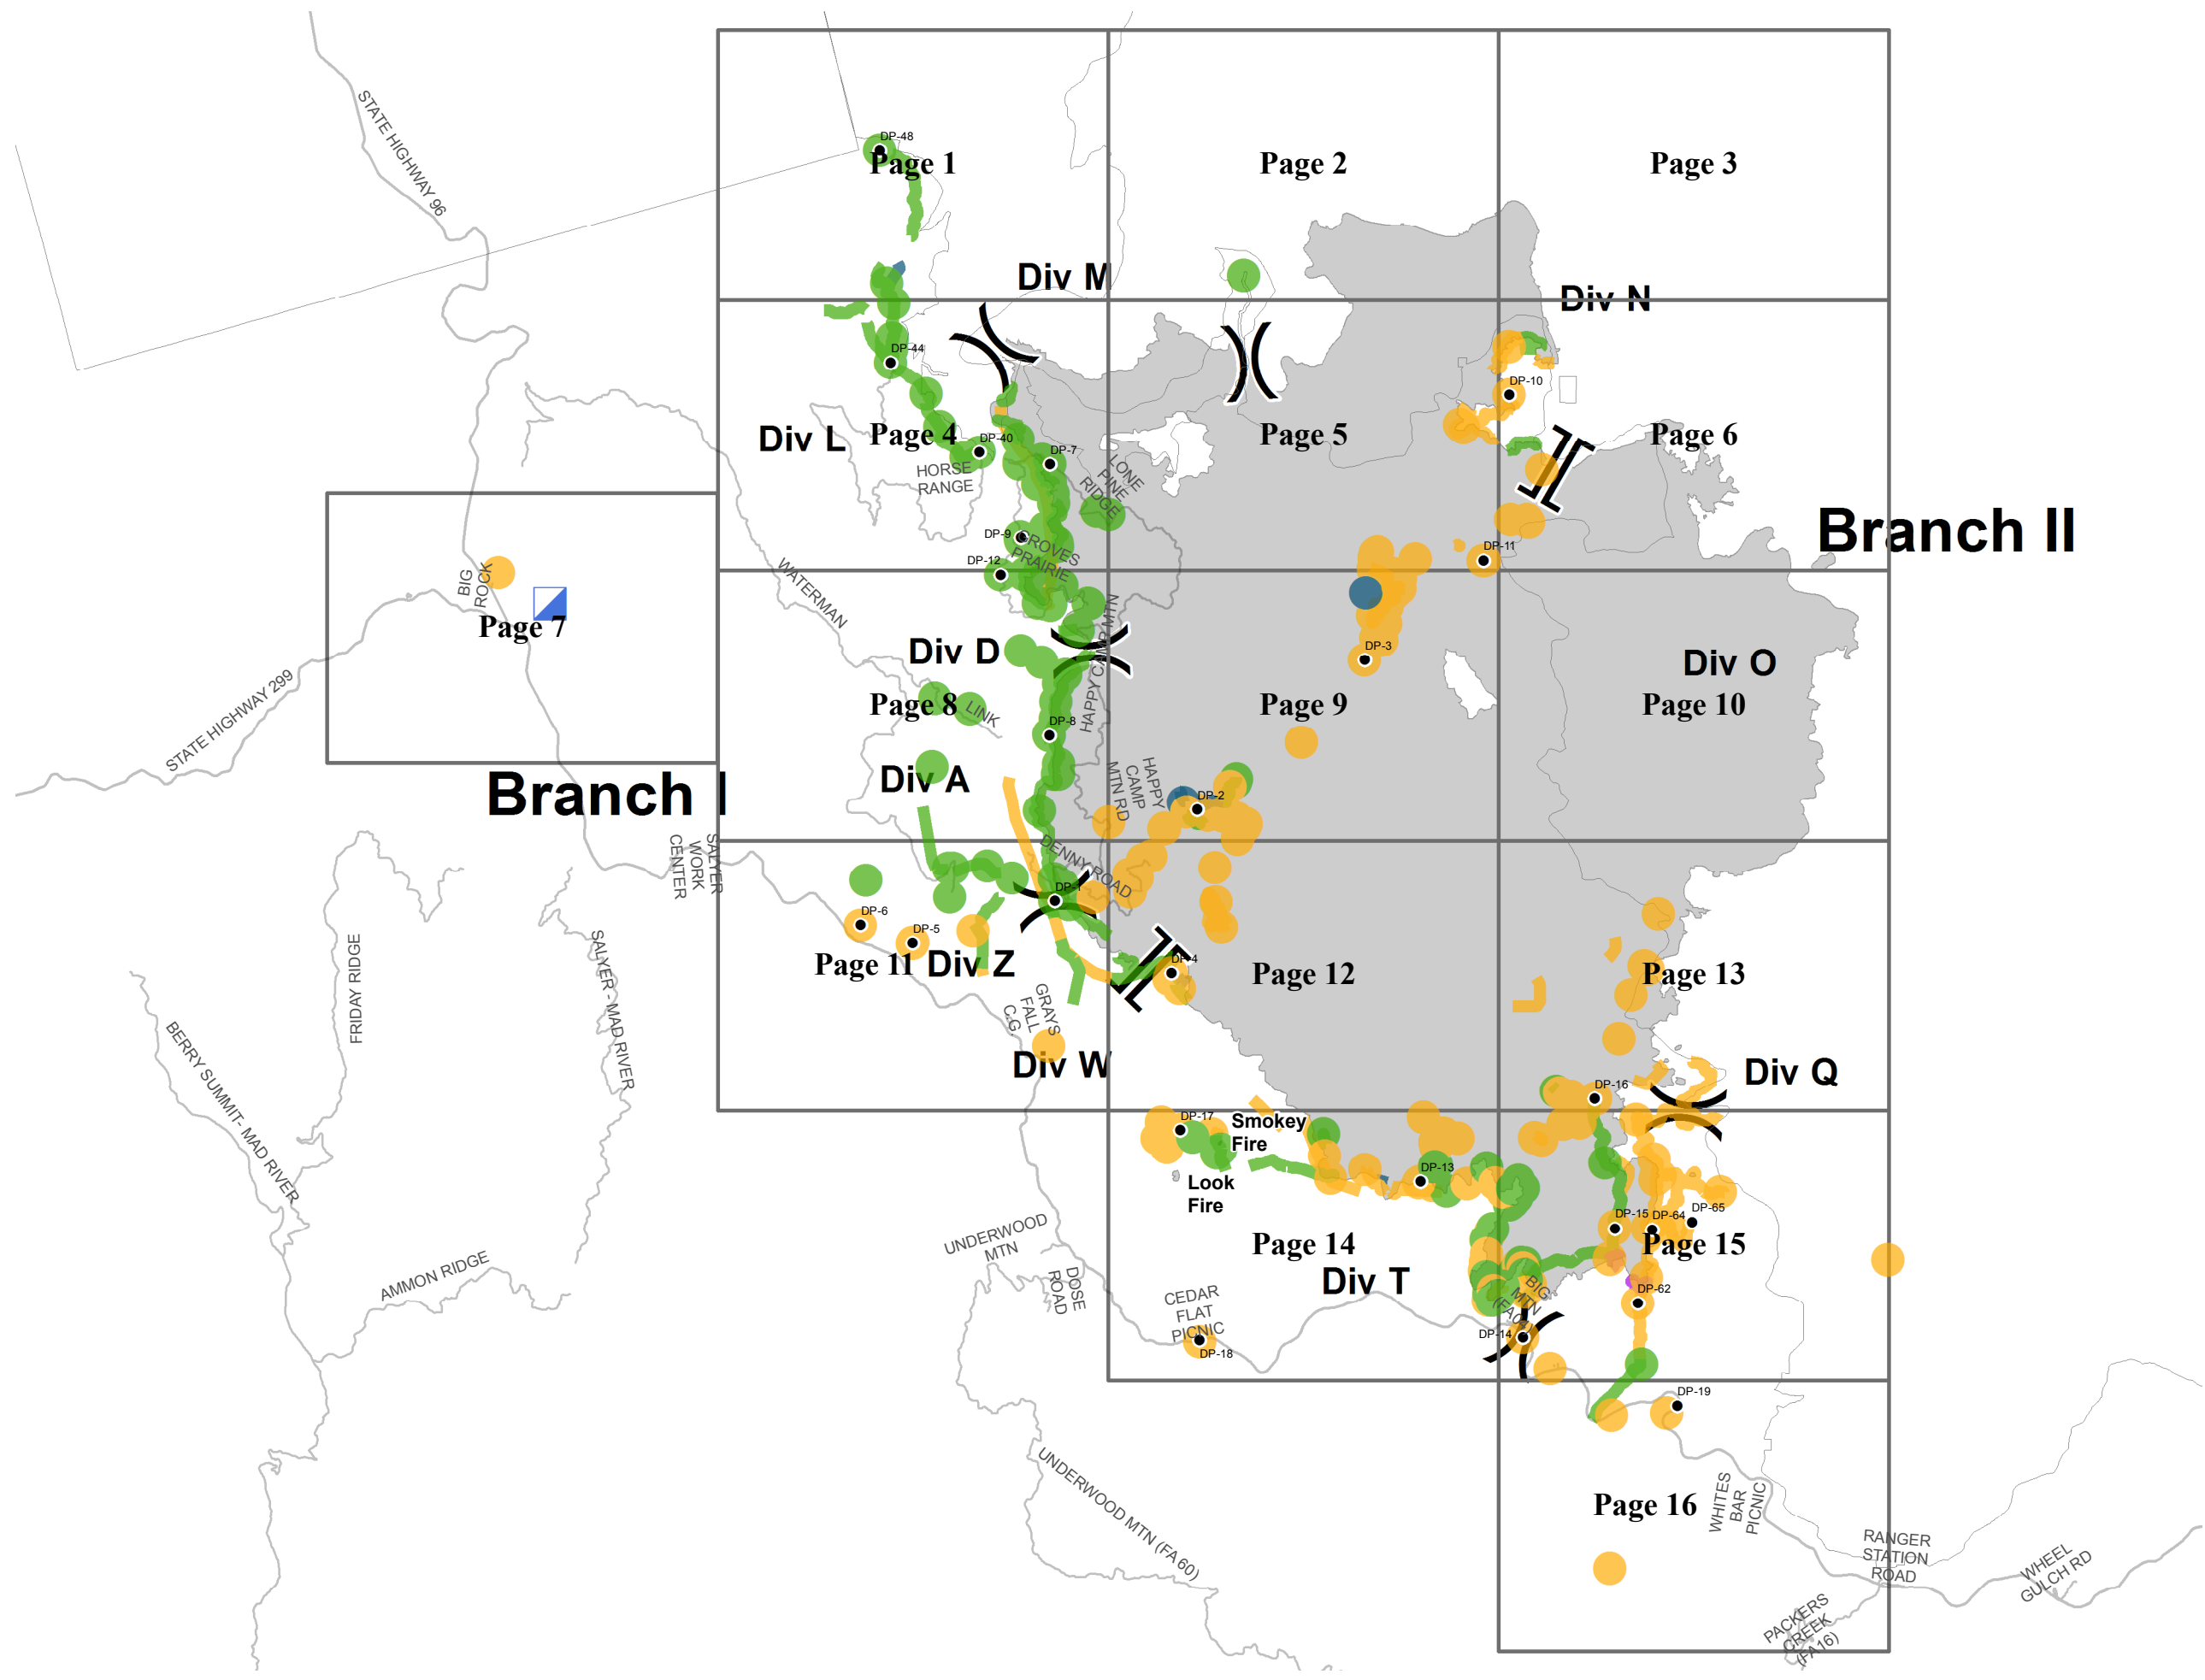 DP-48
Page 1
Page 2
Page 3
STATE HIGHWAY 96
Div M
Div N
DP-44
DP-10
Div L
Page 4
DP-40
DP-7
Page 5
Page 6
HORSE
RANGE
LONE
PINE
RIDGE
Branch II
DP-9
GROVES
PRAIRIE
DP-11
DP-12
BIG
ROCK
Page 7
WATERMAN
HAPPY CAMP MTN
DP-3
Div D
Div O
Page 8
LINK
Page 9
Page 10
DP-8
STATE HIGHWAY 299
Div A
Branch I
HAPPY
CAMP
MTN RD
DP-2
SALYER
WORK
CENTER
DENNY ROAD
DP-1
DP-6
DP-5
Page 11
Div Z
DP-4
Page 12
Page 13
FRIDAY RIDGE
SALYER - MAD RIVER
GRAYS
FALL
C.G
Div W
Div Q
BERRY SUMMIT- MAD RIVER
DP-16
DP-17
Smokey
Fire
DP-13
Look
Fire
DP-15
DP-64
DP-65
UNDERWOOD
MTN
Page 14
Page 15
AMMON RIDGE
DOSE
ROAD
Div T
CEDAR
FLAT
PICNIC
BIG
MTN
DP-62
DP-14
DP-18
DP-19
UNDERWOOD MTN (FA 60)
Page 16
WHITES
BAR
PICNIC
RANGER
STATION
ROAD
WHEEL
GULCH RD
PACKERS
CREEK
(FA16)